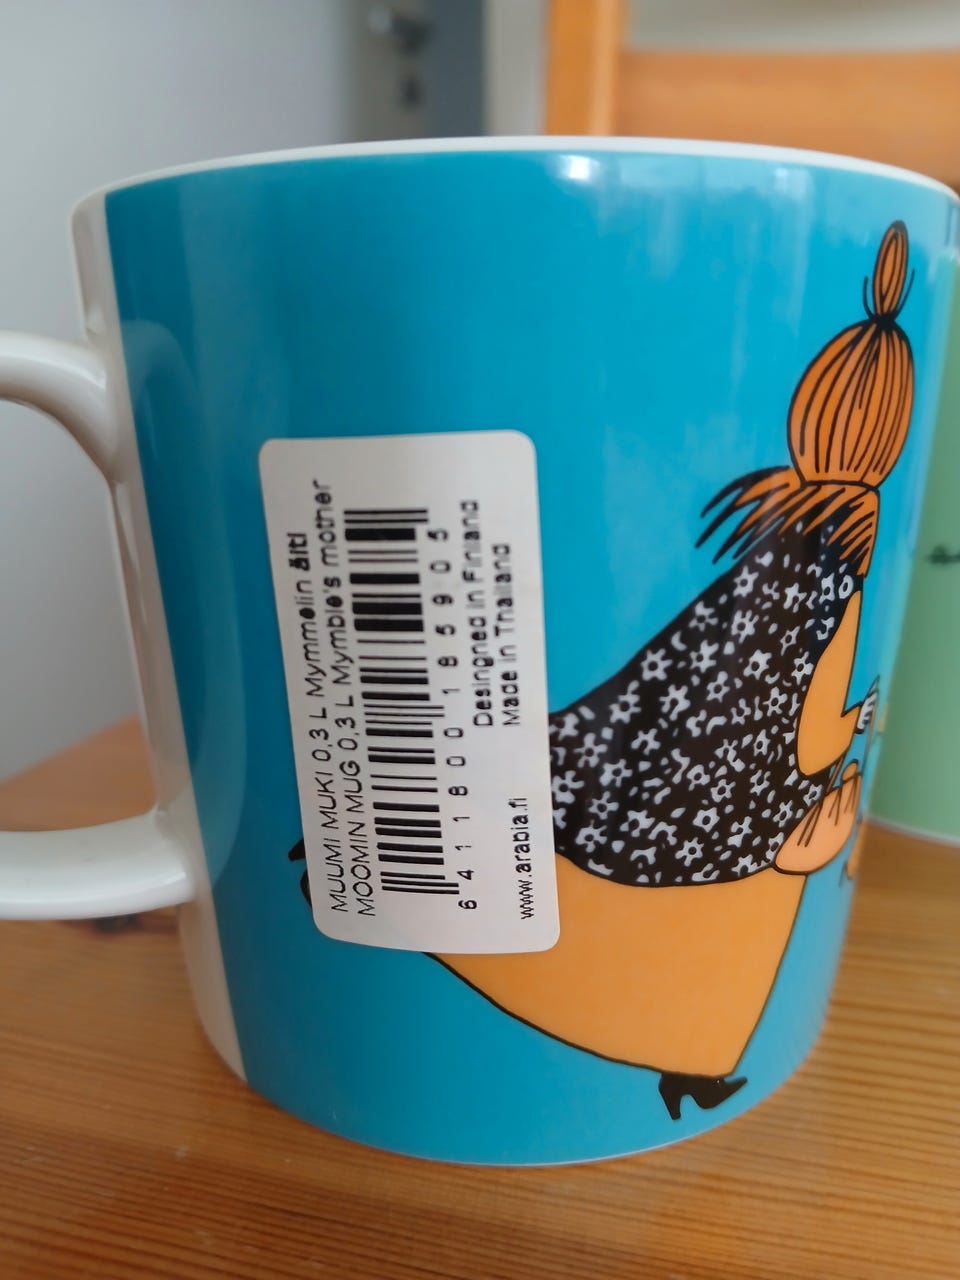 MUUMI MUKI 0,3 L Mymmelin äiti
MOOMIN MUG 0,3 L Mymble's mother
6 4 1 1 8 0 0 1 8 5 9 0 5
Desingned in Finland
Made in Thailand
www.arabia.fi